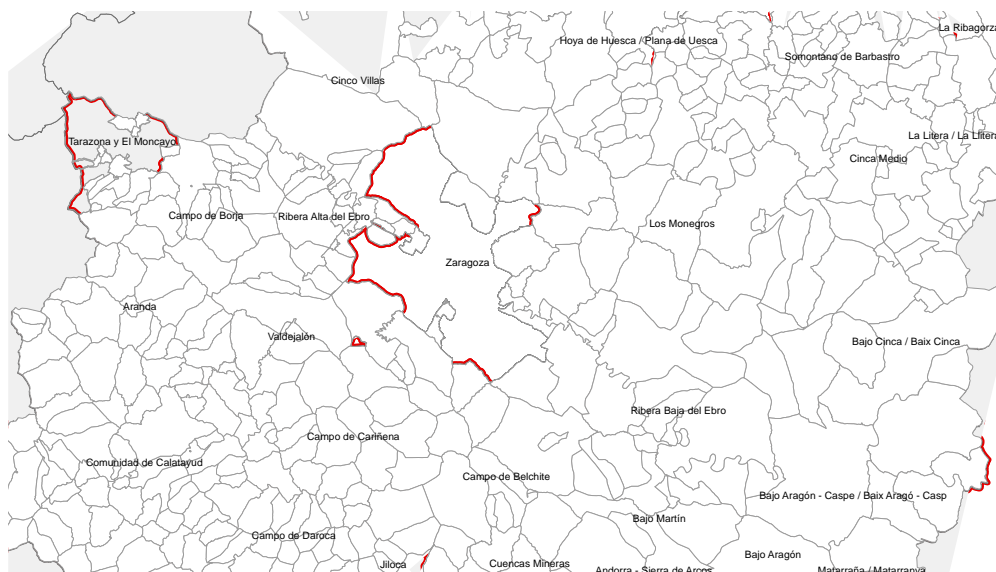 La Ribagorza
Hoya de Huesca / Plana de Uesca
Somontano de Barbastro
Cinco Villas
Tarazona y El Moncayo
La Litera / La Llitera
Cinca Medio
Campo de Borja
Ribera Alta del Ebro
Los Monegros
Zaragoza
Aranda
Valdejalón
Bajo Cinca / Baix Cinca
Ribera Baja del Ebro
Campo de Cariñena
Comunidad de Calatayud
Campo de Belchite
Bajo Aragón - Caspe / Baix Aragó - Casp
Bajo Martín
Campo de Daroca
Bajo Aragón
Jiloca
Cuencas Mineras
Andorra - Sierra de Arcos
Matarraña / Matarranya